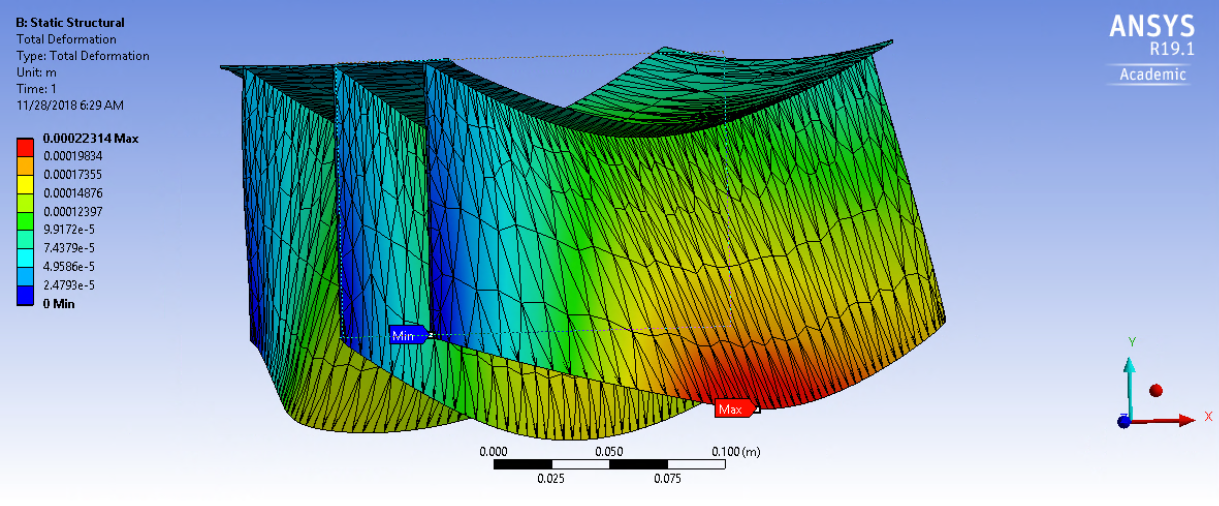 B: Static Structural
Total Deformation
Type: Total Deformation
Unit: m
Time: 1
11/28/2018 6:29 AM
0.00022314 Max
0.00019834
0.00017355
0.00014876
0.00012397
9.9172e-5
7.4379e-5
4.9586e-5
2.4793e-5
0 Min
ANSYS
R19.1
Academic
Min
Max
0.000 0.050 0.100 (m)
0.025 0.075
Y
X
Z